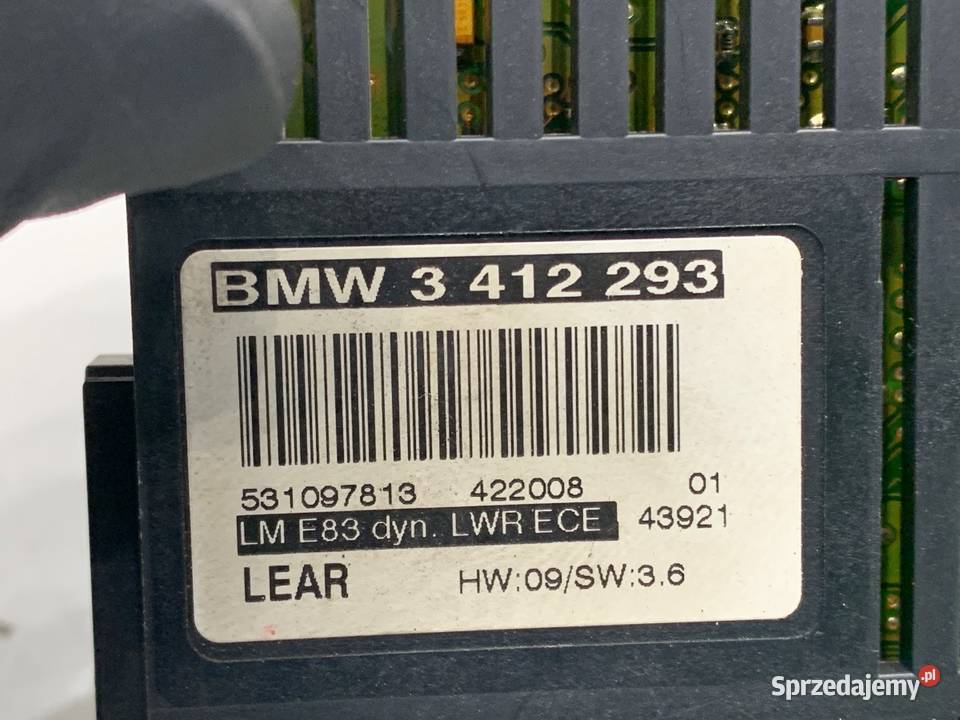 BMW 3 412 293
531097813 422008 01
LM E83 dyn. LWR ECE 43921
LEAR HW:09/SW:3.6
Sprzedajemy.pl